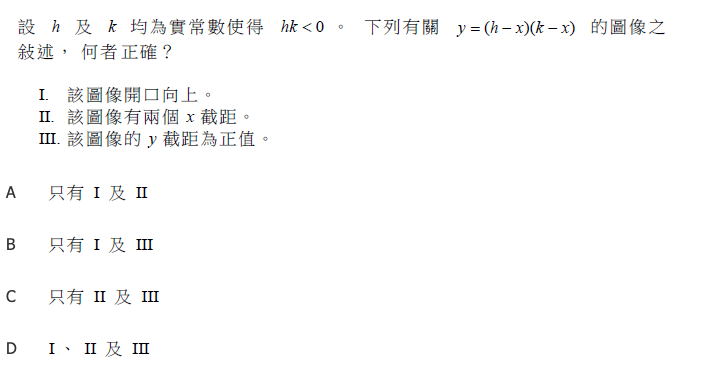 設 h 及 k 均為實常數使得 hk < 0 。 下列有關 y = (h – x)(k – x) 的圖像之
敍述， 何者正確？
I. 該圖像開口向上。
II. 該圖像有兩個 x 截距。
III. 該圖像的 y 截距為正值。
A 只有 I 及 II
B 只有 I 及 III
C 只有 II 及 III
D I、 II 及 III